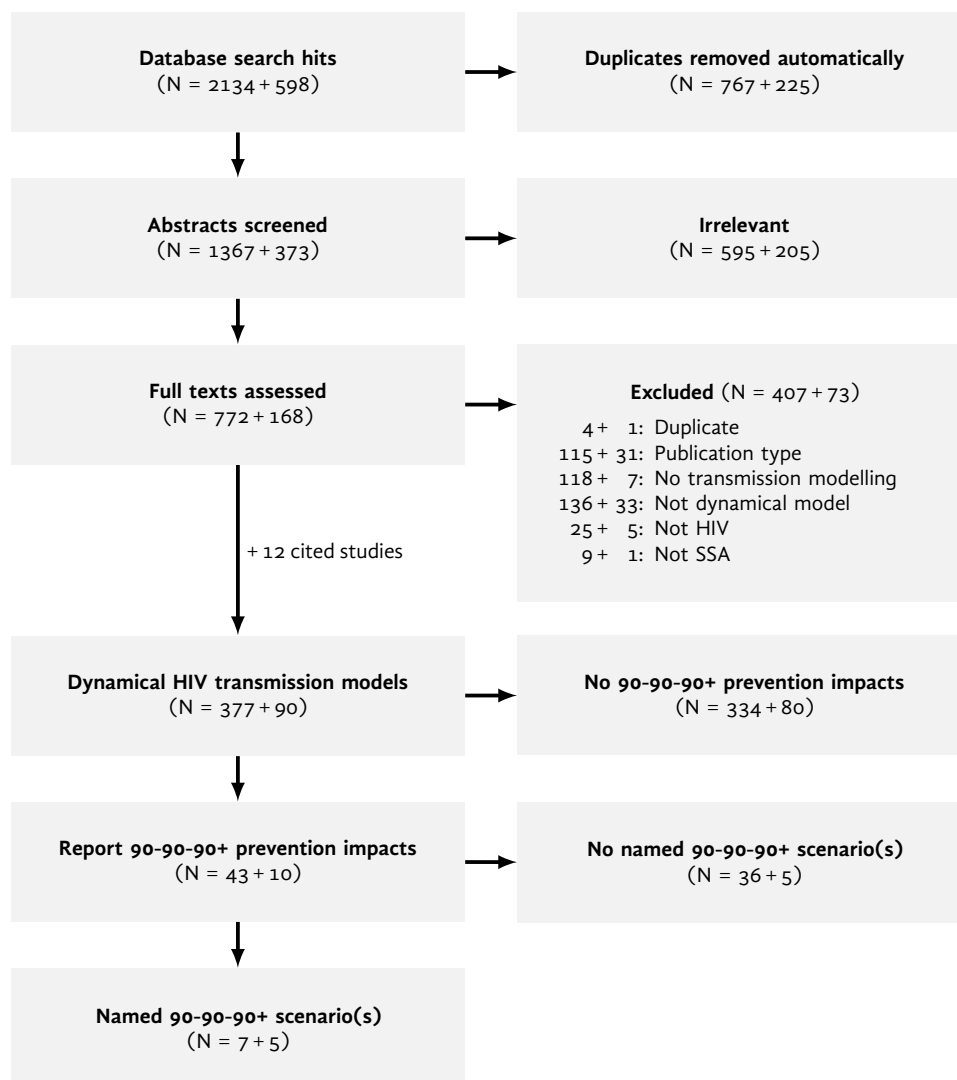 Database search hits
(N = 2134 + 598)
Duplicates removed automatically
(N = 767 + 225)
Abstracts screened
(N = 1367 + 373)
Irrelevant
(N = 595 + 205)
Full texts assessed
(N = 772 + 168)
Excluded (N = 407 + 73)
4 + 1: Duplicate
115 + 31: Publication type
118 + 7: No transmission modelling
136 + 33: Not dynamical model
25 + 5: Not HIV
9 + 1: Not SSA
+ 12 cited studies
Dynamical HIV transmission models
(N = 377 + 90)
No 90-90-90+ prevention impacts
(N = 334 + 80)
Report 90-90-90+ prevention impacts
(N = 43 + 10)
No named 90-90-90+ scenario(s)
(N = 36 + 5)
Named 90-90-90+ scenario(s)
(N = 7 + 5)